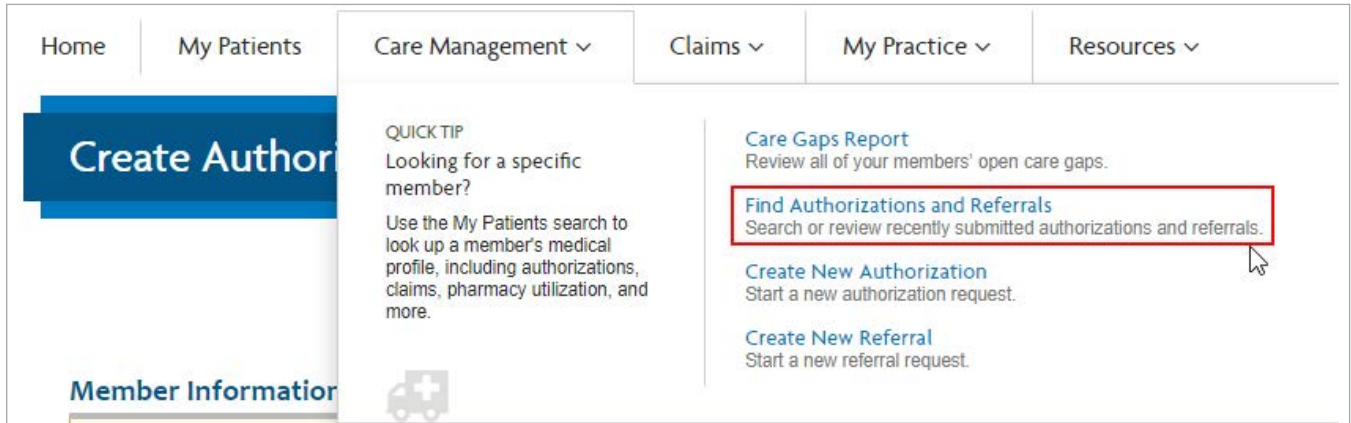 Home My Patients Care Management Claims My Practice Resources
Create Authori
QUICK TIP
Looking for a specific
member?
Use the My Patients search to
look up a member's medical
profile, including authorizations,
claims, pharmacy utilization, and
more.
Care Gaps Report
Review all of your members' open care gaps.
Find Authorizations and Referrals
Search or review recently submitted authorizations and referrals.
Create New Authorization
Start a new authorization request.
Create New Referral
Start a new referral request.
Member Information